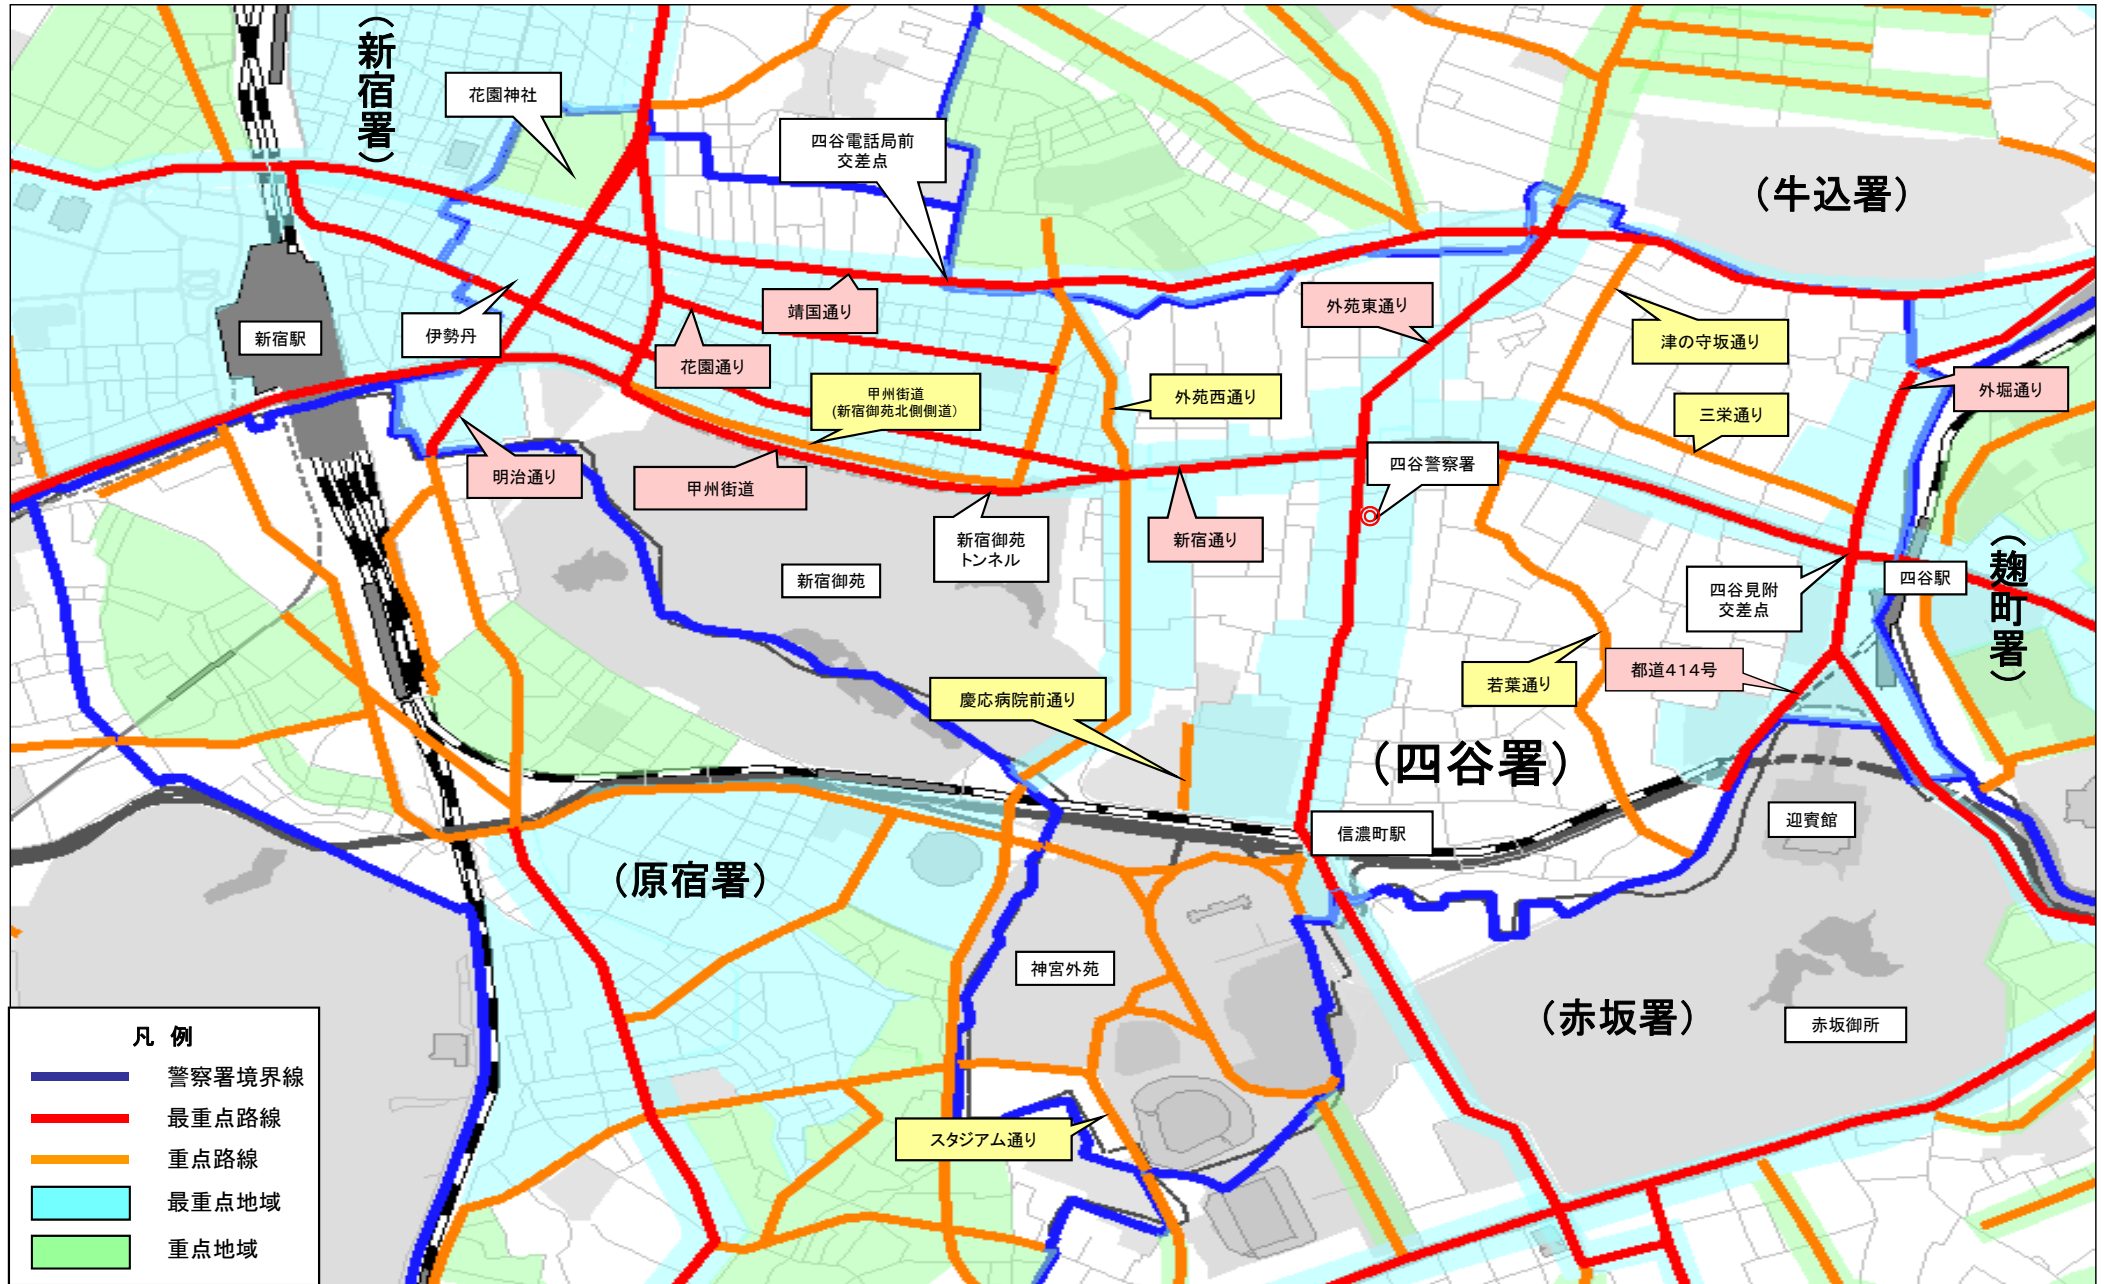 (新宿署)
花園神社
四谷電話局前
交差点
(牛込署)
靖国通り
外苑東通り
津の守坂通り
新宿駅
伊勢丹
花園通り
甲州街道
(新宿御苑北側側道)
外苑西通り
外堀通り
三栄通り
明治通り
甲州街道
四谷警察署
新宿御苑
トンネル
新宿通り
新宿御苑
四谷見附
交差点
四谷駅
(麹町署)
慶応病院前通り
若葉通り
都道414号
(四谷署)
信濃町駅
迎賓館
(原宿署)
神宮外苑
(赤坂署)
赤坂御所
スタジアム通り
凡 例
警察署境界線
最重点路線
重点路線
最重点地域
重点地域